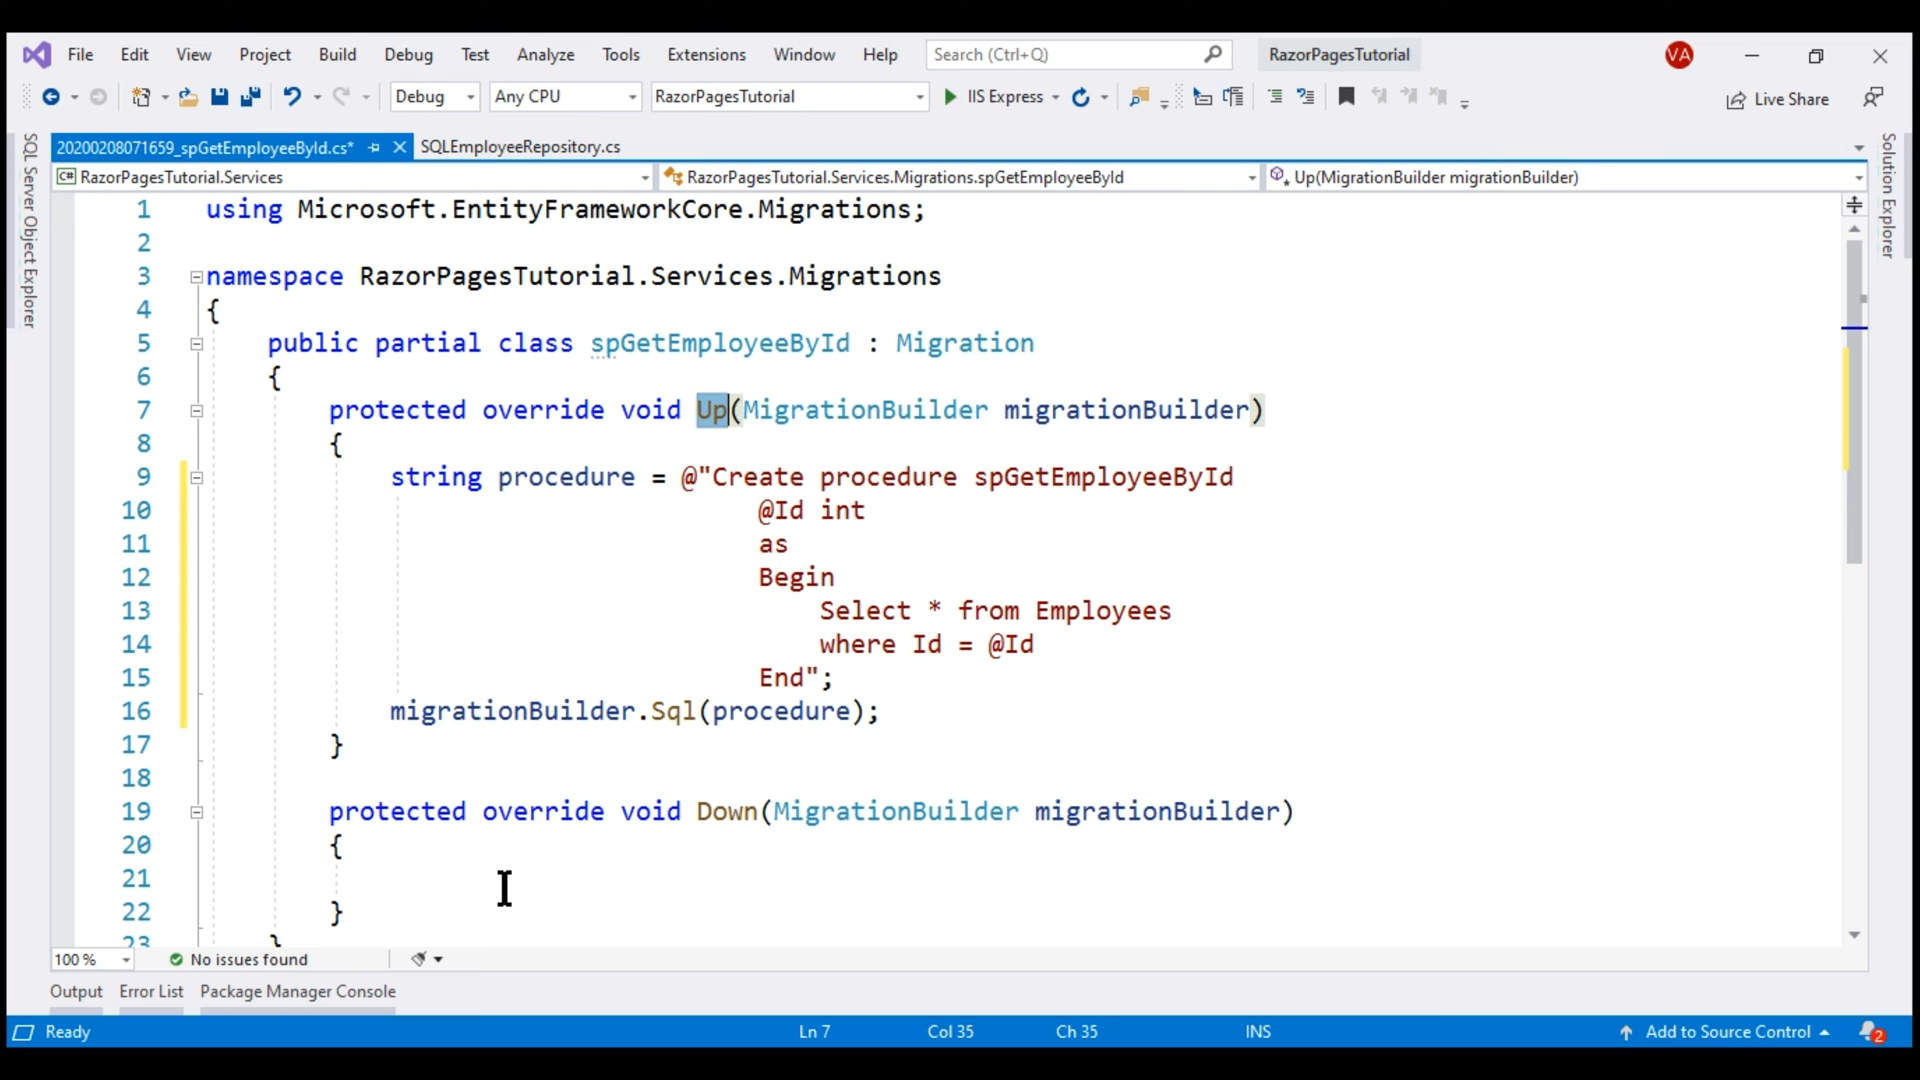 File Edit View Project Build Debug Test Analyze Tools Extensions Window Help Search (Ctrl+Q) RazorPagesTutorial VA
Debug Any CPU RazorPagesTutorial IIS Express Live Share
20200208071659_spGetEmployeeById.cs* SQLEmployeeRepository.cs
RazorPagesTutorial.Services RazorPagesTutorial.Services.Migrations.spGetEmployeeById Up(MigrationBuilder migrationBuilder)
SQL Server Object Explorer
Solution Explorer
1 using Microsoft.EntityFrameworkCore.Migrations;
2
3 namespace RazorPagesTutorial.Services.Migrations
4 {
5 public partial class spGetEmployeeById : Migration
6 {
7 protected override void Up(MigrationBuilder migrationBuilder)
8 {
9 string procedure = @"Create procedure spGetEmployeeById
10 @Id int
11 as
12 Begin
13 Select * from Employees
14 where Id = @Id
15 End";
16 migrationBuilder.Sql(procedure);
17 }
18
19 protected override void Down(MigrationBuilder migrationBuilder)
20 {
21
22 }
23 }
100 % No issues found
Output Error List Package Manager Console
Ready Ln 7 Col 35 Ch 35 INS Add to Source Control 2